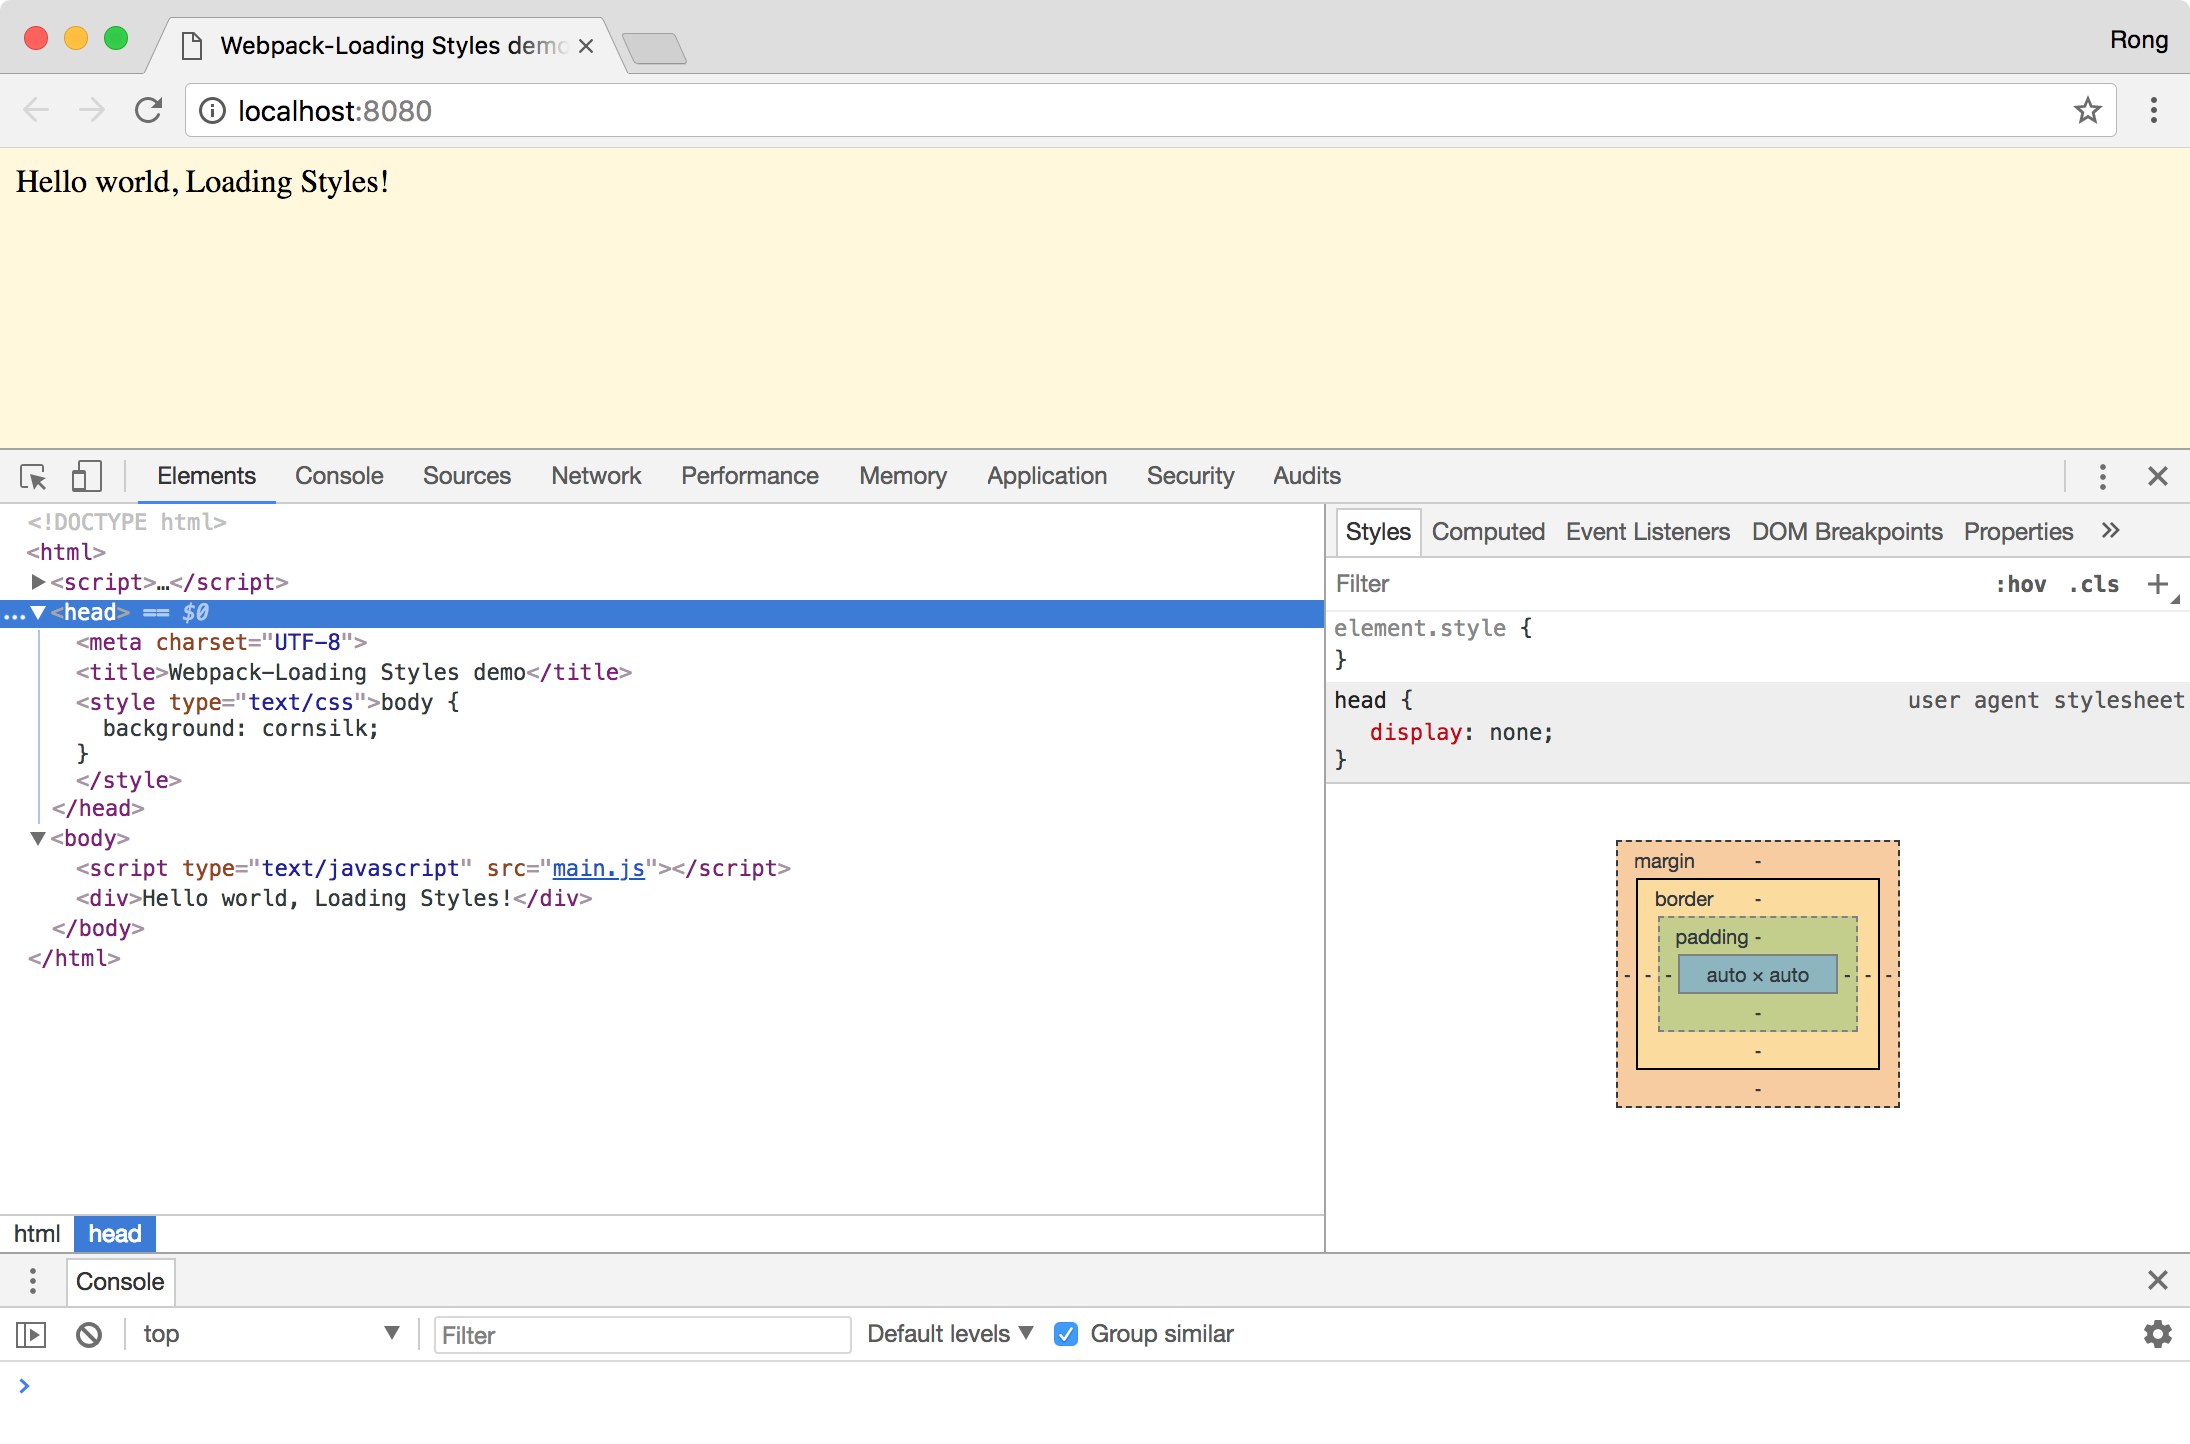 Webpack-Loading Styles demo
Rong
localhost:8080
Hello world, Loading Styles!
Elements Console Sources Network Performance Memory Application Security Audits
<!DOCTYPE html>
<html>
<script>…</script>
… <head> == $0
<meta charset="UTF-8">
<title>Webpack-Loading Styles demo</title>
<style type="text/css">body {
background: cornsilk;
}
</style>
</head>
<body>
<script type="text/javascript" src="main.js"></script>
<div>Hello world, Loading Styles!</div>
</body>
</html>
html head
Styles Computed Event Listeners DOM Breakpoints Properties »
Filter :hov .cls +
element.style {
}
head { user agent stylesheet
display: none;
}
margin -
border -
padding -
- - - auto × auto - - -
-
-
-
Console
top Filter Default levels Group similar
>